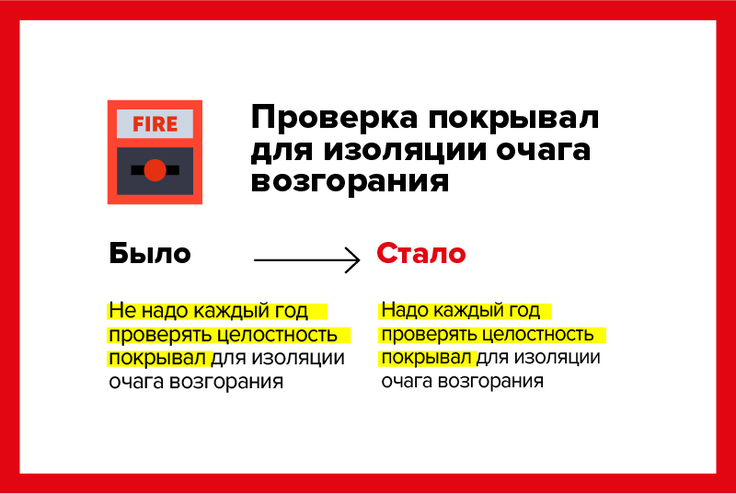 FIRE
Проверка покрывал
для изоляции очага
возгорания
Было
Стало
Не надо каждый год
проверять целостность
покрывал для изоляции
очага возгорания
Надо каждый год
проверять целостность
покрывал для изоляции
очага возгорания